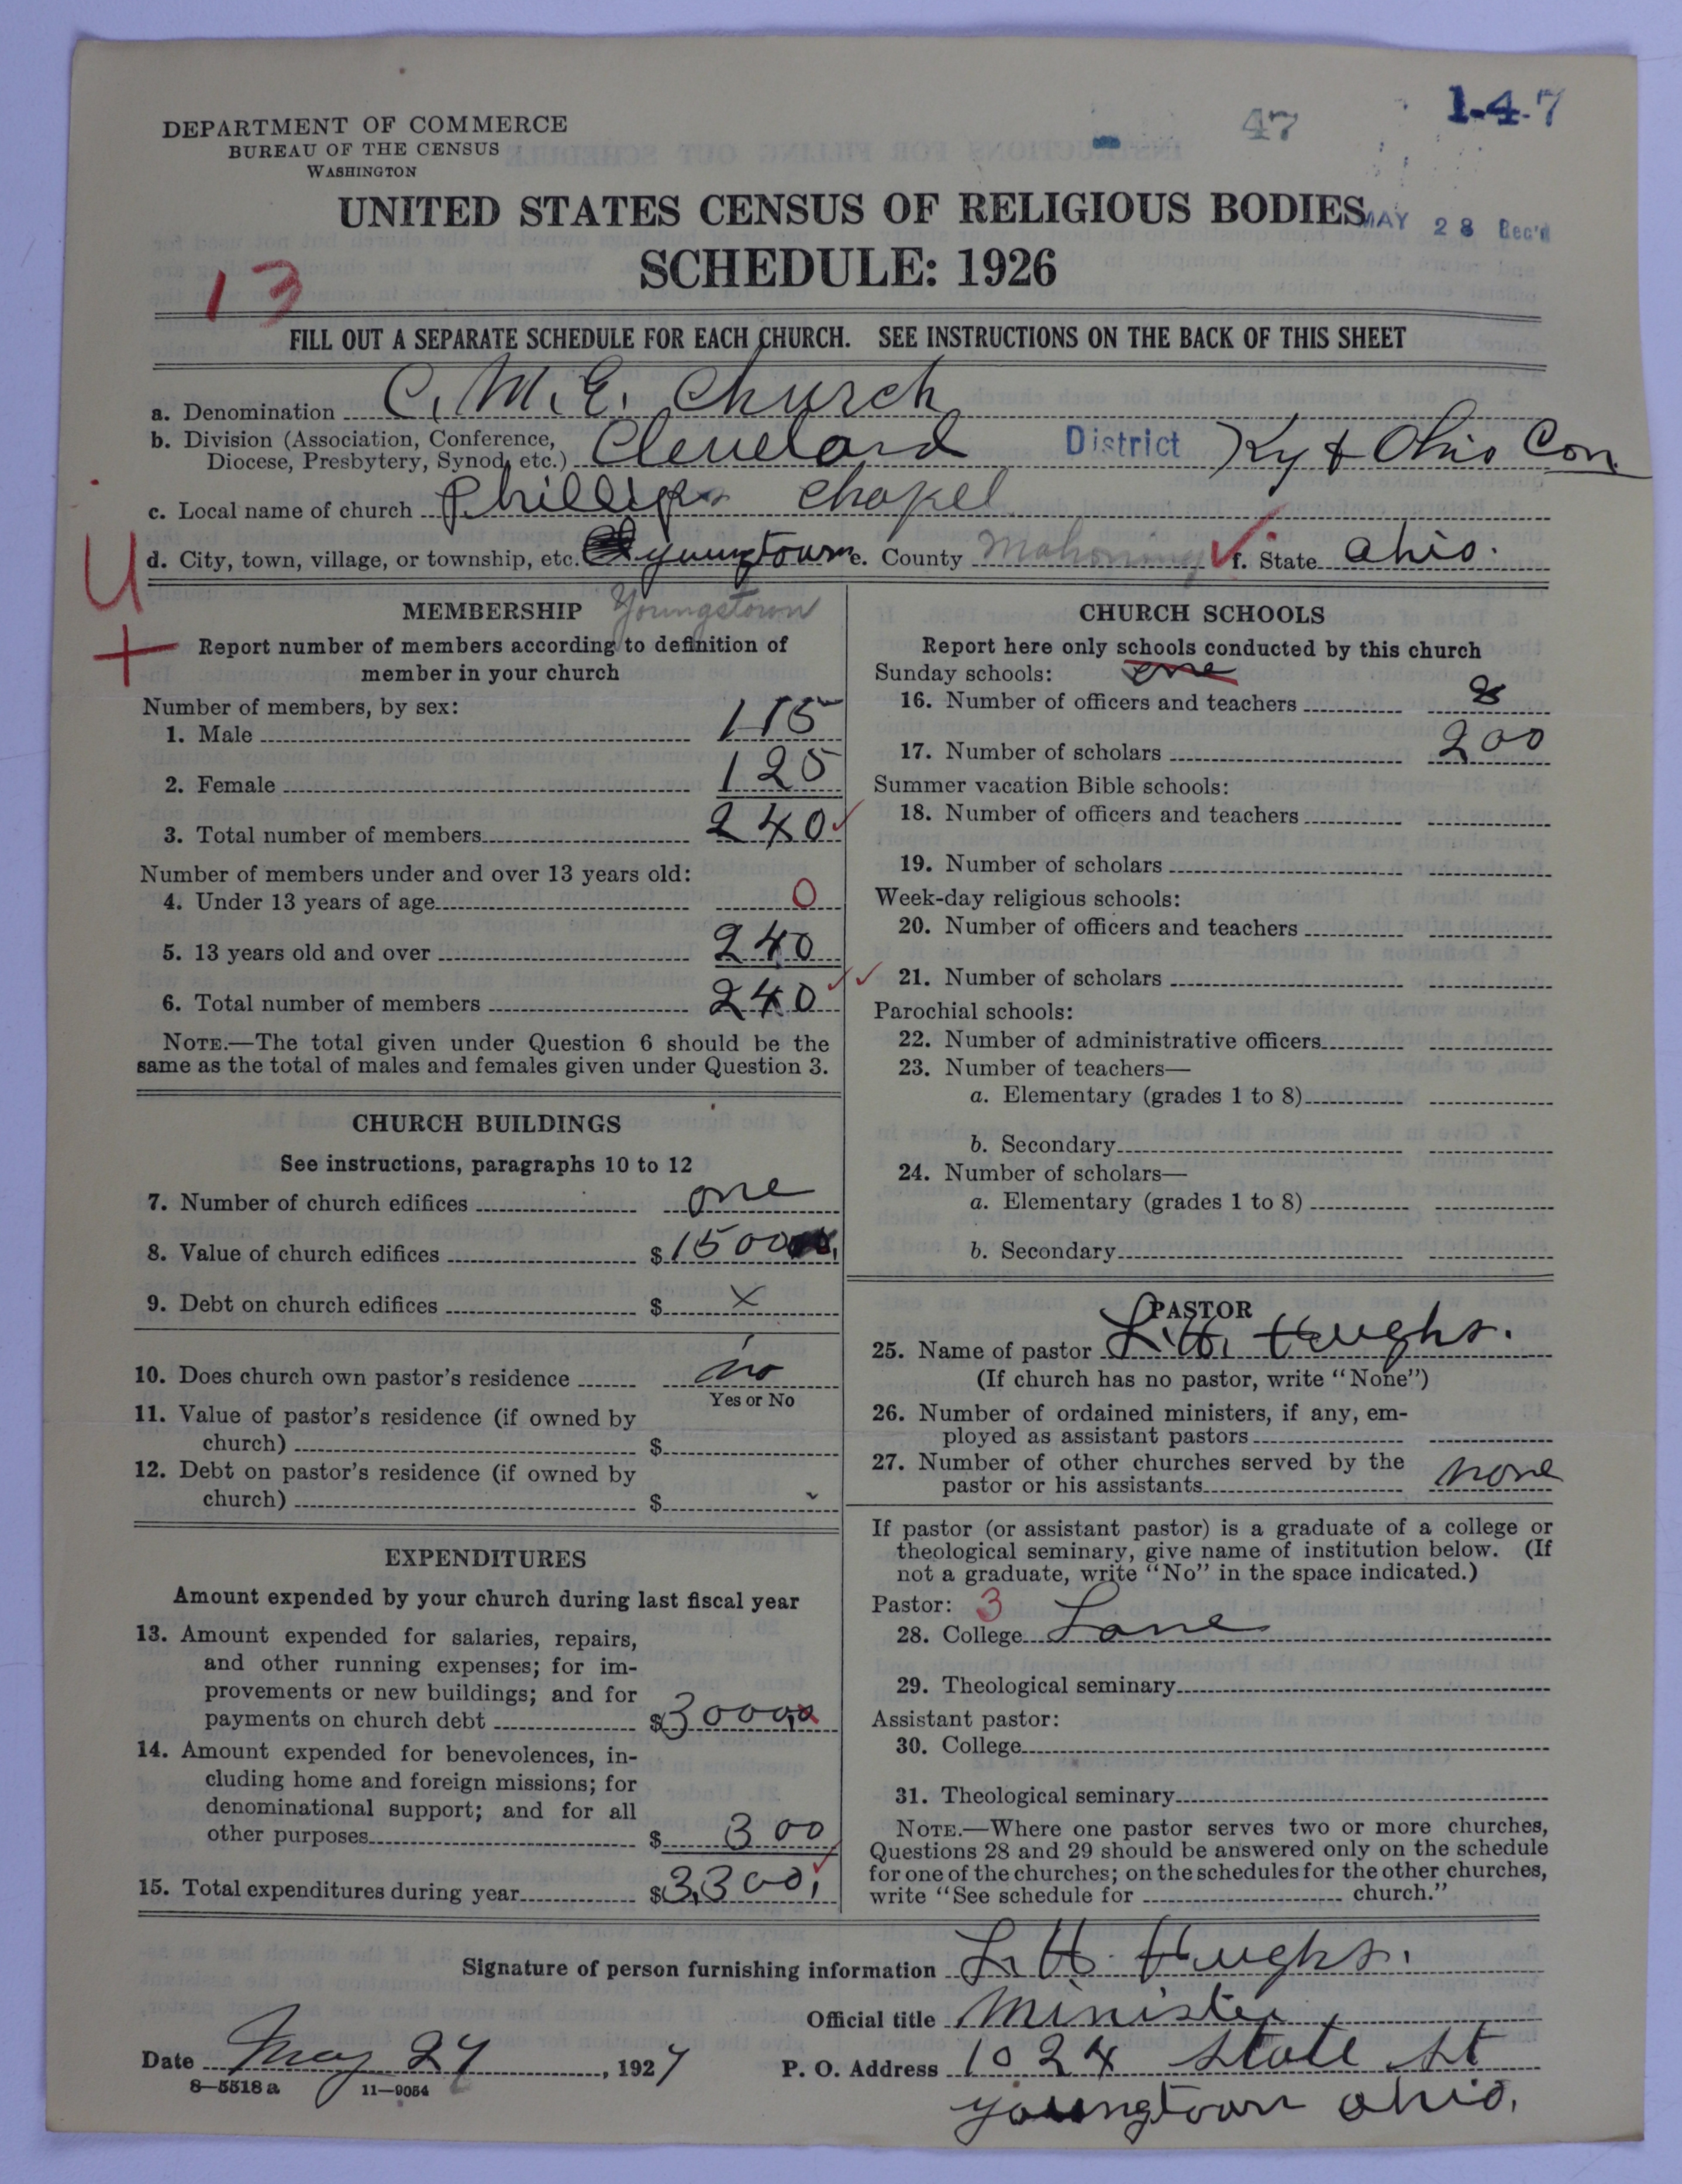 1-4-7
47
DEPARTMENT OF COMMERCE
BUREAU OF THE CENSUS
WASHINGTON
UNITED STATES CENSUS OF RELIGIOUS BODIES
MAY 28 Rec'd
SCHEDULE: 1926
13
FILL OUT A SEPARATE SCHEDULE FOR EACH CHURCH. SEE INSTRUCTIONS ON THE BACK OF THIS SHEET
a. Denomination C. M. E. Church
b. Division (Association, Conference,
Diocese, Presbytery, Synod, etc.) Cleveland District Ky & Ohio Con
c. Local name of church Phillips Chapel
d. City, town, village, or township, etc. youngtown e. County Mahoning f. State Ohio.
U
+
MEMBERSHIP Youngstown
Report number of members according to definition of
member in your church
Number of members, by sex:
1. Male 115
2. Female 125
3. Total number of members 240
Number of members under and over 13 years old:
4. Under 13 years of age 0
5. 13 years old and over 240
6. Total number of members 240
NOTE.—The total given under Question 6 should be the
same as the total of males and females given under Question 3.
CHURCH BUILDINGS
See instructions, paragraphs 10 to 12
7. Number of church edifices one
8. Value of church edifices $ 1500
9. Debt on church edifices $ x
10. Does church own pastor's residence no
Yes or No
11. Value of pastor's residence (if owned by
church) $
12. Debt on pastor's residence (if owned by
church) $
EXPENDITURES
Amount expended by your church during last fiscal year
13. Amount expended for salaries, repairs,
and other running expenses; for im-
provements or new buildings; and for
payments on church debt $ 3000
14. Amount expended for benevolences, in-
cluding home and foreign missions; for
denominational support; and for all
other purposes $ 300
15. Total expenditures during year $ 3,300.
CHURCH SCHOOLS
Report here only schools conducted by this church
Sunday schools: one
16. Number of officers and teachers 8
17. Number of scholars 200
Summer vacation Bible schools:
18. Number of officers and teachers
19. Number of scholars
Week-day religious schools:
20. Number of officers and teachers
21. Number of scholars
Parochial schools:
22. Number of administrative officers
23. Number of teachers—
a. Elementary (grades 1 to 8)
b. Secondary
24. Number of scholars—
a. Elementary (grades 1 to 8)
b. Secondary
PASTOR
25. Name of pastor L. H. Hughs.
(If church has no pastor, write "None")
26. Number of ordained ministers, if any, em-
ployed as assistant pastors
27. Number of other churches served by the
pastor or his assistants none
If pastor (or assistant pastor) is a graduate of a college or
theological seminary, give name of institution below. (If
not a graduate, write "No" in the space indicated.)
Pastor: 3
28. College Lane
29. Theological seminary
Assistant pastor:
30. College
31. Theological seminary
NOTE.—Where one pastor serves two or more churches,
Questions 28 and 29 should be answered only on the schedule
for one of the churches; on the schedules for the other churches,
write "See schedule for church."
Signature of person furnishing information L. H. Hughs.
Official title Minister
Date May 27, 1927
P. O. Address 1024 State St
youngtown Ohio.
8—5518 a 11—9054